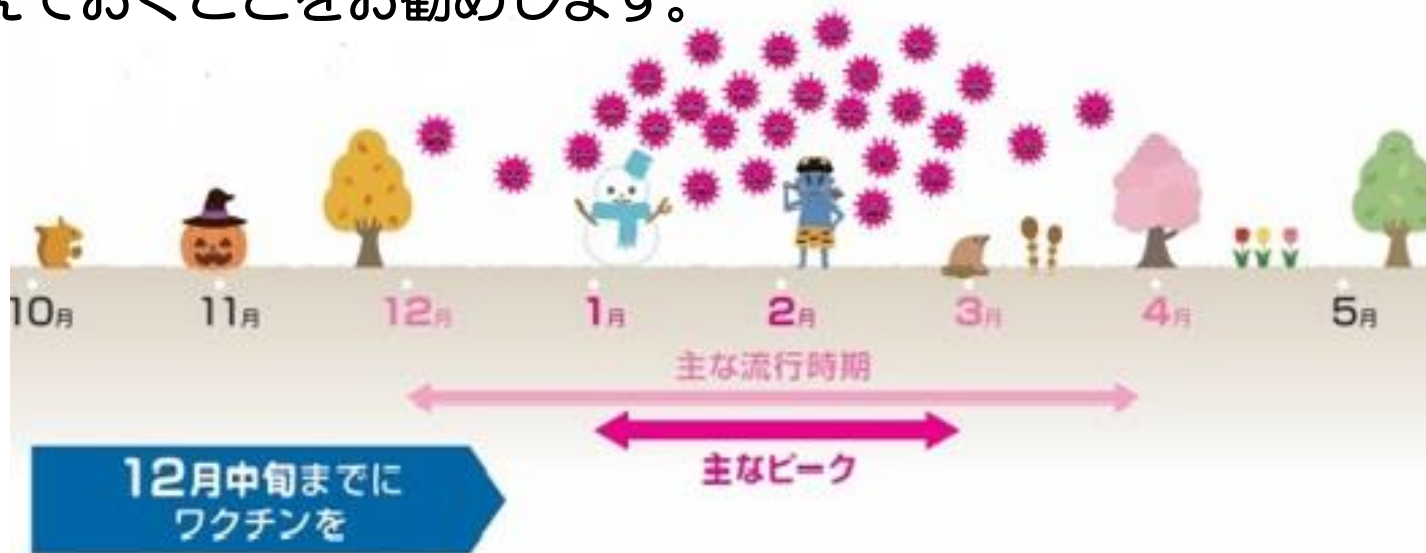 えておくことをお勧めします。
10月 11月 12月 1月 2月 3月 4月 5月
主な流行時期
主なピーク
12月中旬までに
ワクチンを